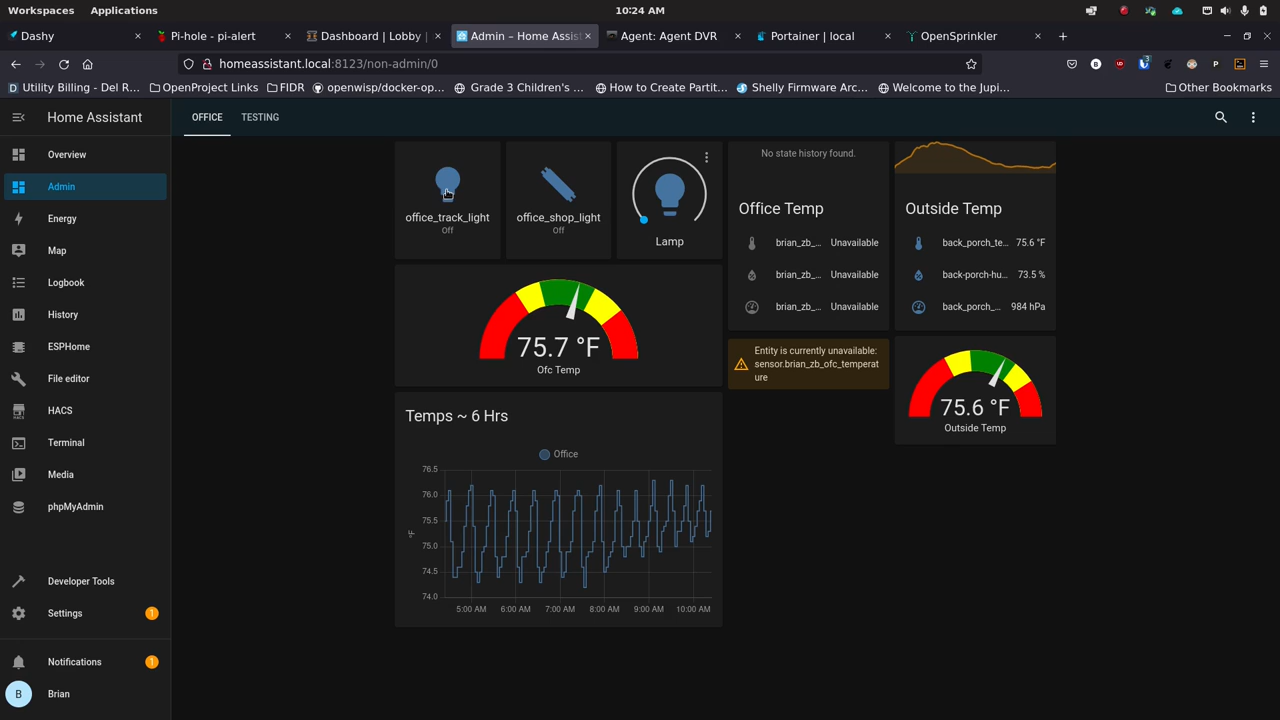 Workspaces Applications 10:24 AM
Dashy Pi-hole - pi-alert Dashboard | Lobby Admin – Home Assis Agent: Agent DVR Portainer | local OpenSprinkler
homeassistant.local:8123/non-admin/0
Utility Billing - Del R... OpenProject Links FIDR openwisp/docker-op... Grade 3 Children's ... How to Create Partit... Shelly Firmware Arc... Welcome to the Jupi... Other Bookmarks
Home Assistant
OFFICE TESTING
Overview
Admin
Energy
Map
Logbook
History
ESPHome
File editor
HACS
Terminal
Media
phpMyAdmin
Developer Tools
Settings 1
Notifications 1
B Brian
office_track_light
Off
office_shop_light
Off
Lamp
75.7 °F
Ofc Temp
Temps ~ 6 Hrs
Office
°F
76.5
76.0
75.5
75.0
74.5
74.0
5:00 AM 6:00 AM 7:00 AM 8:00 AM 9:00 AM 10:00 AM
No state history found.
Office Temp
brian_zb_... Unavailable
brian_zb_... Unavailable
brian_zb_... Unavailable
Entity is currently unavailable:
sensor.brian_zb_ofc_temperat
ure
Outside Temp
back_porch_te... 75.6 °F
back-porch-hu... 73.5 %
back_porch_... 984 hPa
75.6 °F
Outside Temp